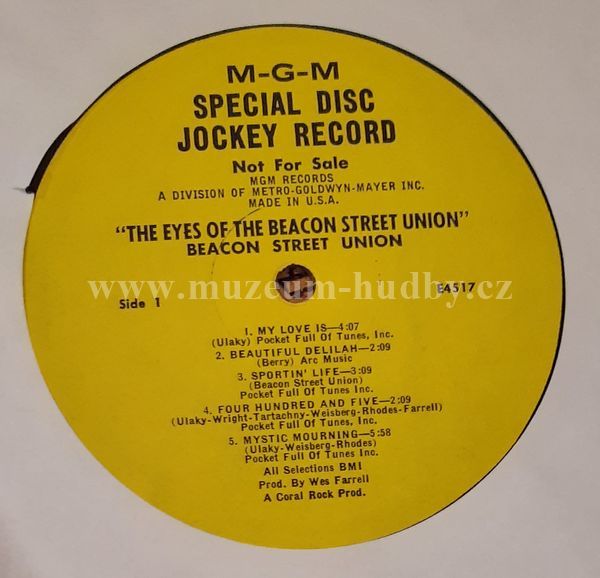 M-G-M
SPECIAL DISC
JOCKEY RECORD
Not For Sale
MGM RECORDS
A DIVISION OF METRO-GOLDWYN-MAYER INC.
MADE IN U.S.A.
"THE EYES OF THE BEACON STREET UNION"
BEACON STREET UNION
www.muzeum-hudby.cz
Side 1
E4517
1. MY LOVE IS—4:07
(Ulaky) Pocket Full Of Tunes, Inc.
2. BEAUTIFUL DELILAH—2:09
(Berry) Arc Music
3. SPORTIN' LIFE—3:09
(Beacon Street Union)
Pocket Full Of Tunes Inc.
4. FOUR HUNDRED AND FIVE—2:09
(Ulaky-Wright-Tartachny-Weisberg-Rhodes-Farrell)
Pocket Full Of Tunes, Inc.
5. MYSTIC MOURNING—5:58
(Ulaky-Weisberg-Rhodes)
Pocket Full Of Tunes Inc.
All Selections BMI
Prod. By Wes Farrell
A Coral Rock Prod.